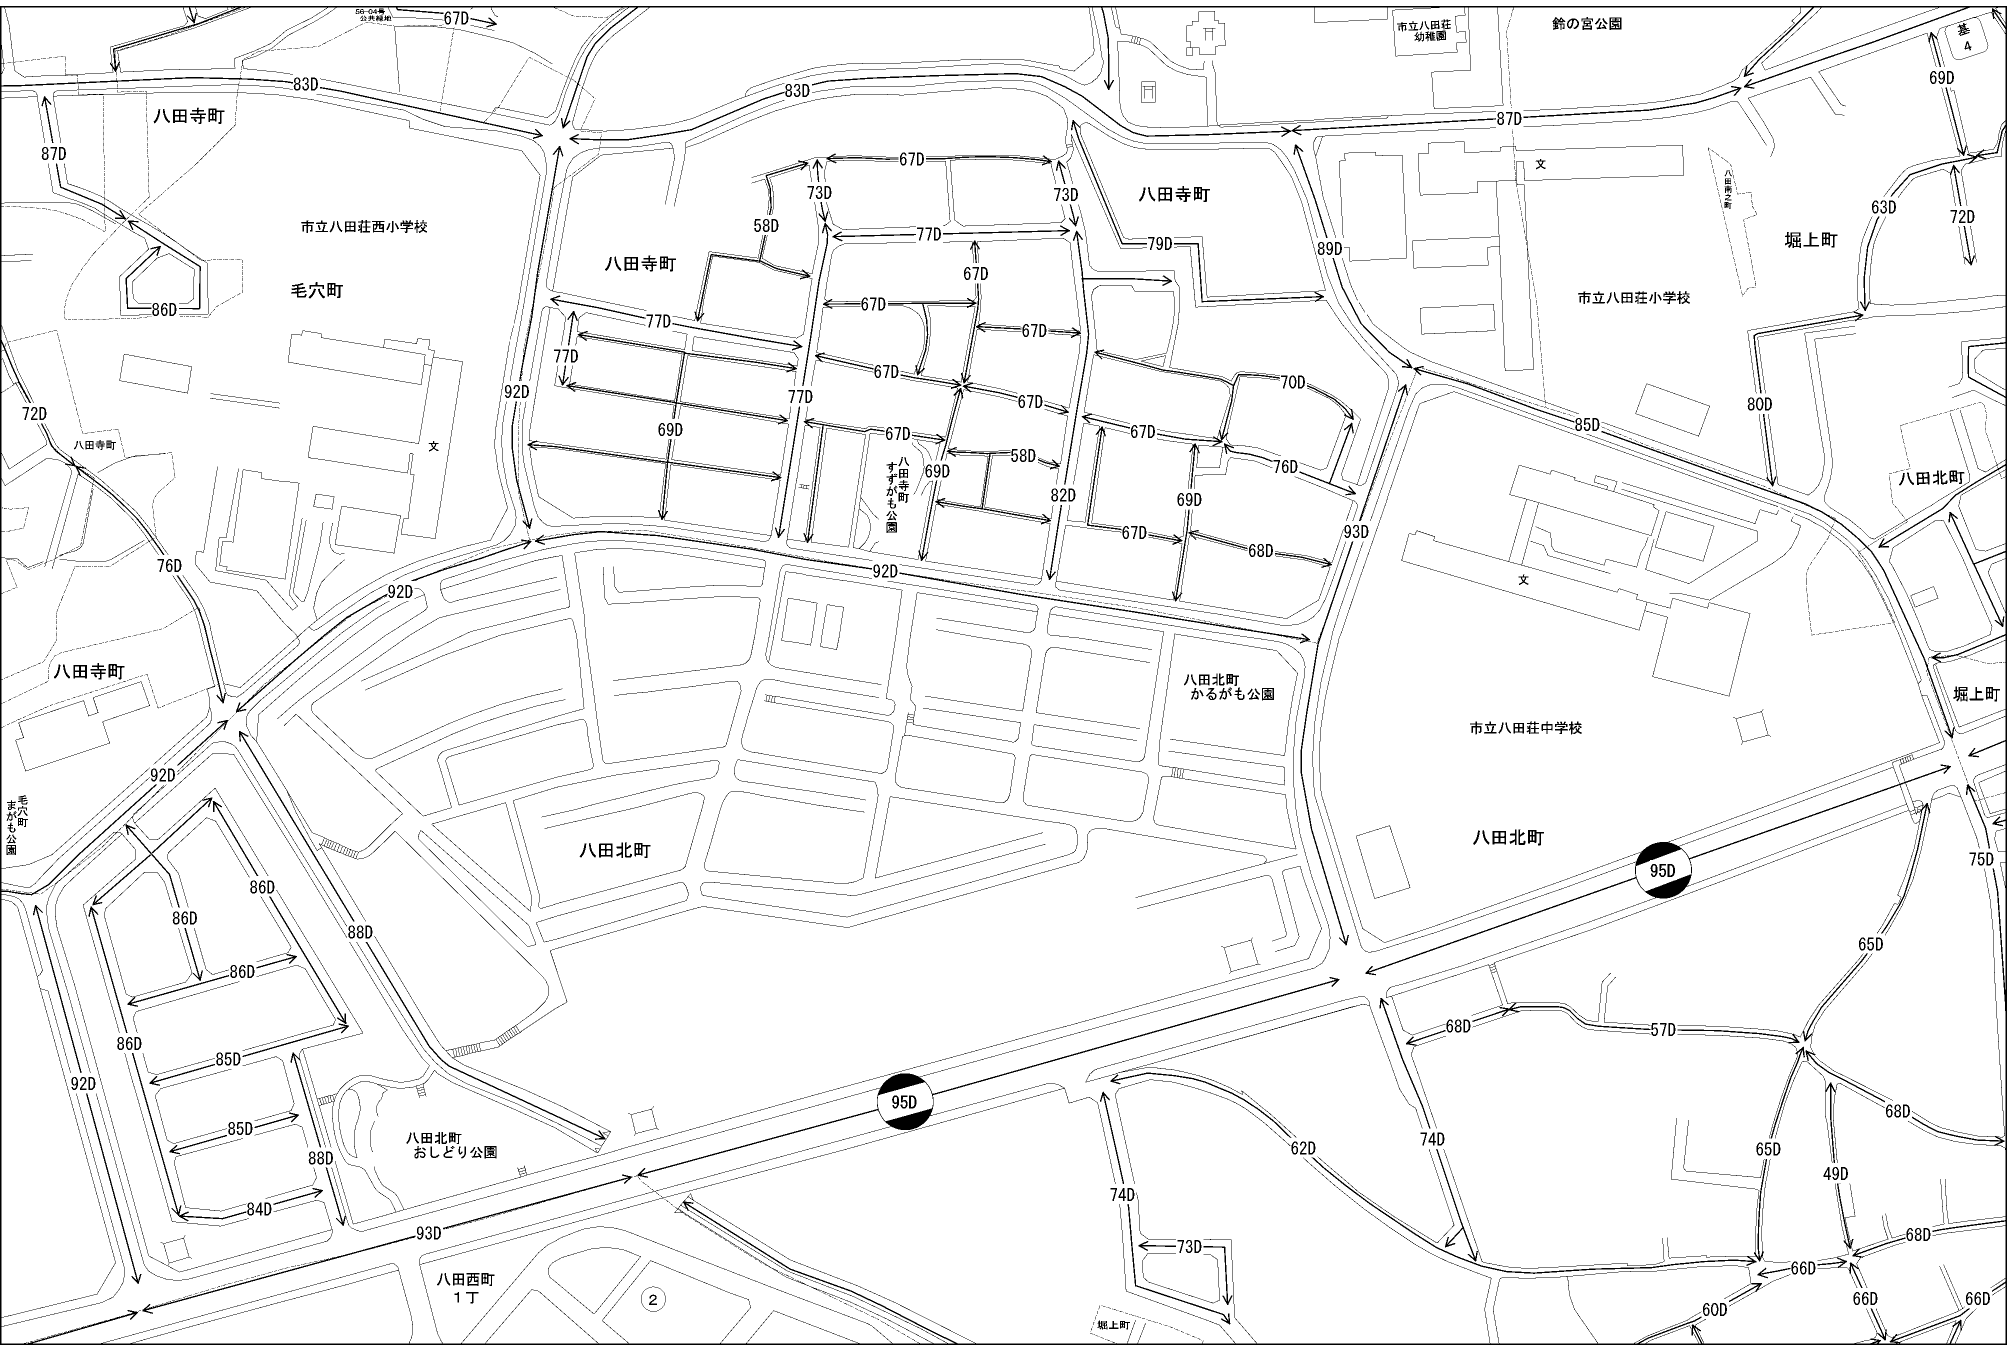 56-04号
公共緑地
67D
市立八田荘
幼稚園
鈴の宮公園
基
4
69D
83D
83D
八田寺町
87D
87D
67D
文
八田南之町
73D
73D
八田寺町
63D
72D
58D
市立八田荘西小学校
77D
79D
89D
堀上町
八田寺町
毛穴町
67D
市立八田荘小学校
86D
67D
77D
67D
77D
67D
70D
92D
77D
67D
80D
72D
85D
69D
67D
67D
八田寺町
文
58D
76D
69D
八田寺町
すずがも公園
八田北町
82D
69D
67D
93D
68D
76D
92D
92D
文
八田寺町
八田北町
かるがも公園
堀上町
市立八田荘中学校
92D
毛穴町
まがも公園
八田北町
八田北町
95D
75D
86D
86D
88D
65D
86D
68D
57D
86D
85D
92D
95D
68D
85D
八田北町
おしどり公園
74D
62D
65D
88D
49D
74D
84D
93D
68D
73D
66D
八田西町
1丁
2
66D
66D
60D
堀上町